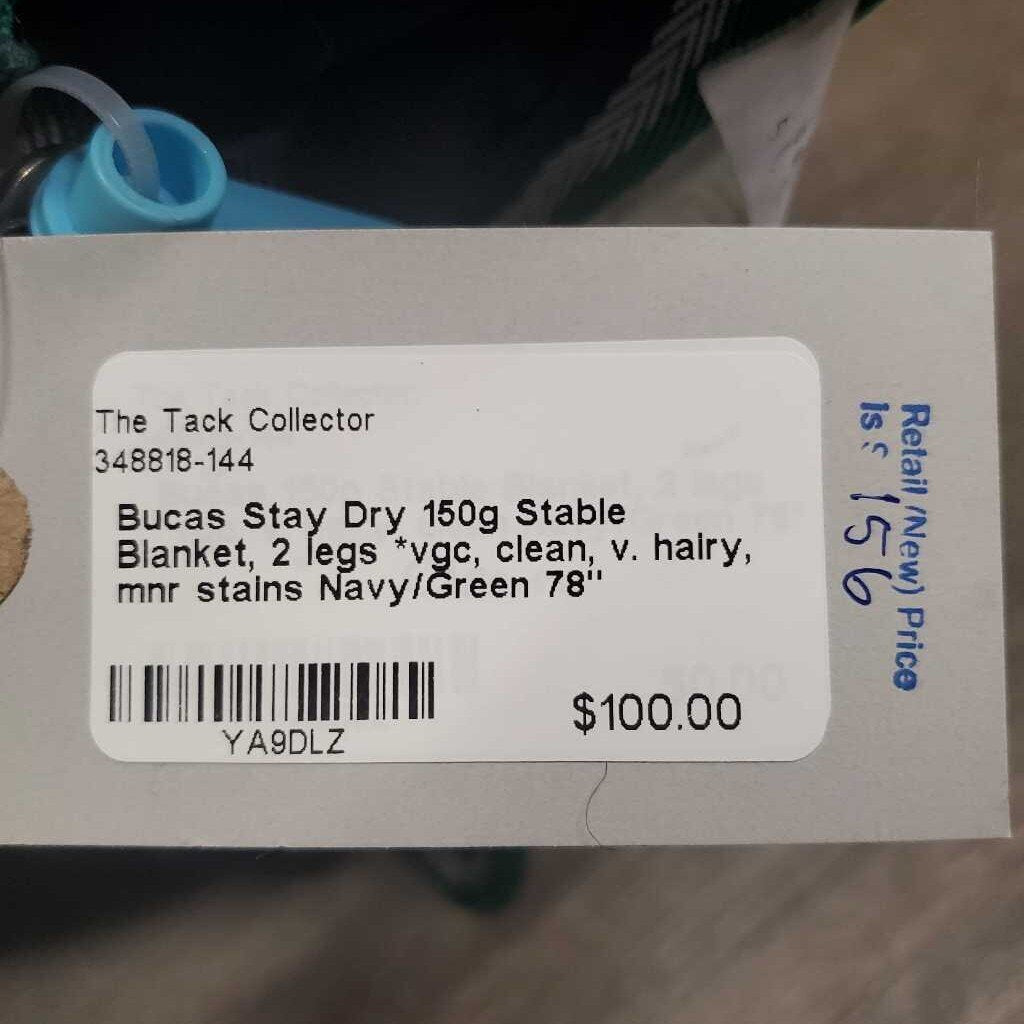 The Tack Collector
348818-144
Bucas Stay Dry 150g Stable
Blanket, 2 legs *vgc, clean, v. hairy,
mnr stains Navy/Green 78"
YA9DLZ
$100.00
Retail (New) Price
Is: 156